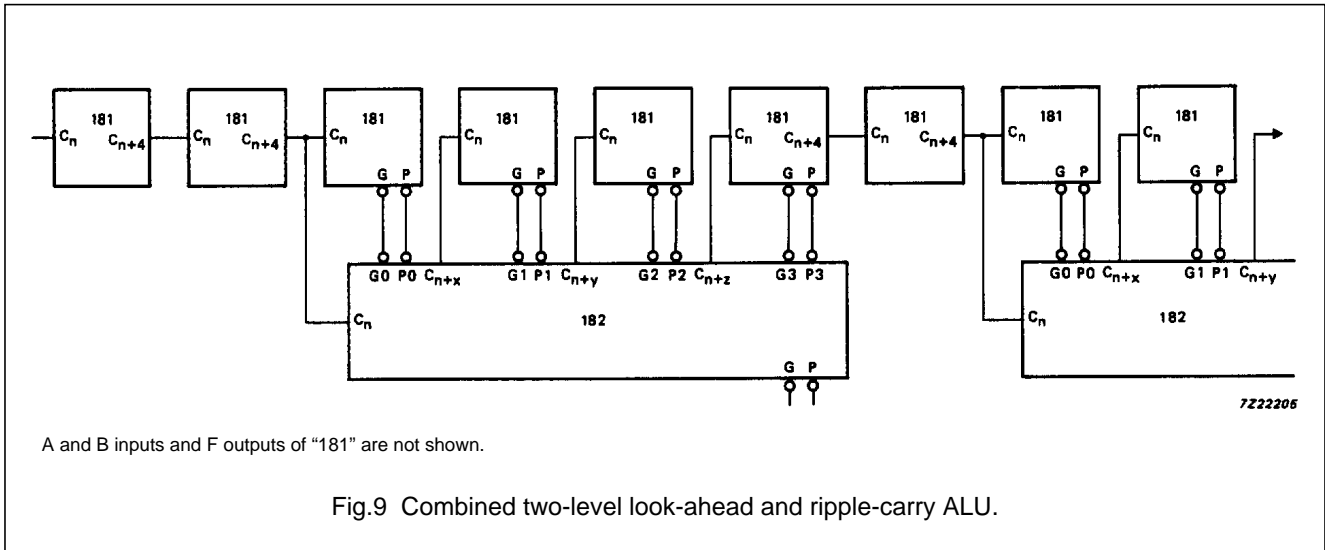 181 181 181 181 181 181 181 181 181
Cn Cn+4 Cn Cn+4 Cn Cn Cn Cn Cn+4 Cn Cn+4 Cn Cn
G P G P G P G P G P G P
G0 P0 Cn+x G1 P1 Cn+y G2 P2 Cn+z G3 P3 G0 P0 Cn+x G1 P1 Cn+y
Cn 182 Cn 182
G P
7Z22206
A and B inputs and F outputs of “181” are not shown.
Fig.9 Combined two-level look-ahead and ripple-carry ALU.